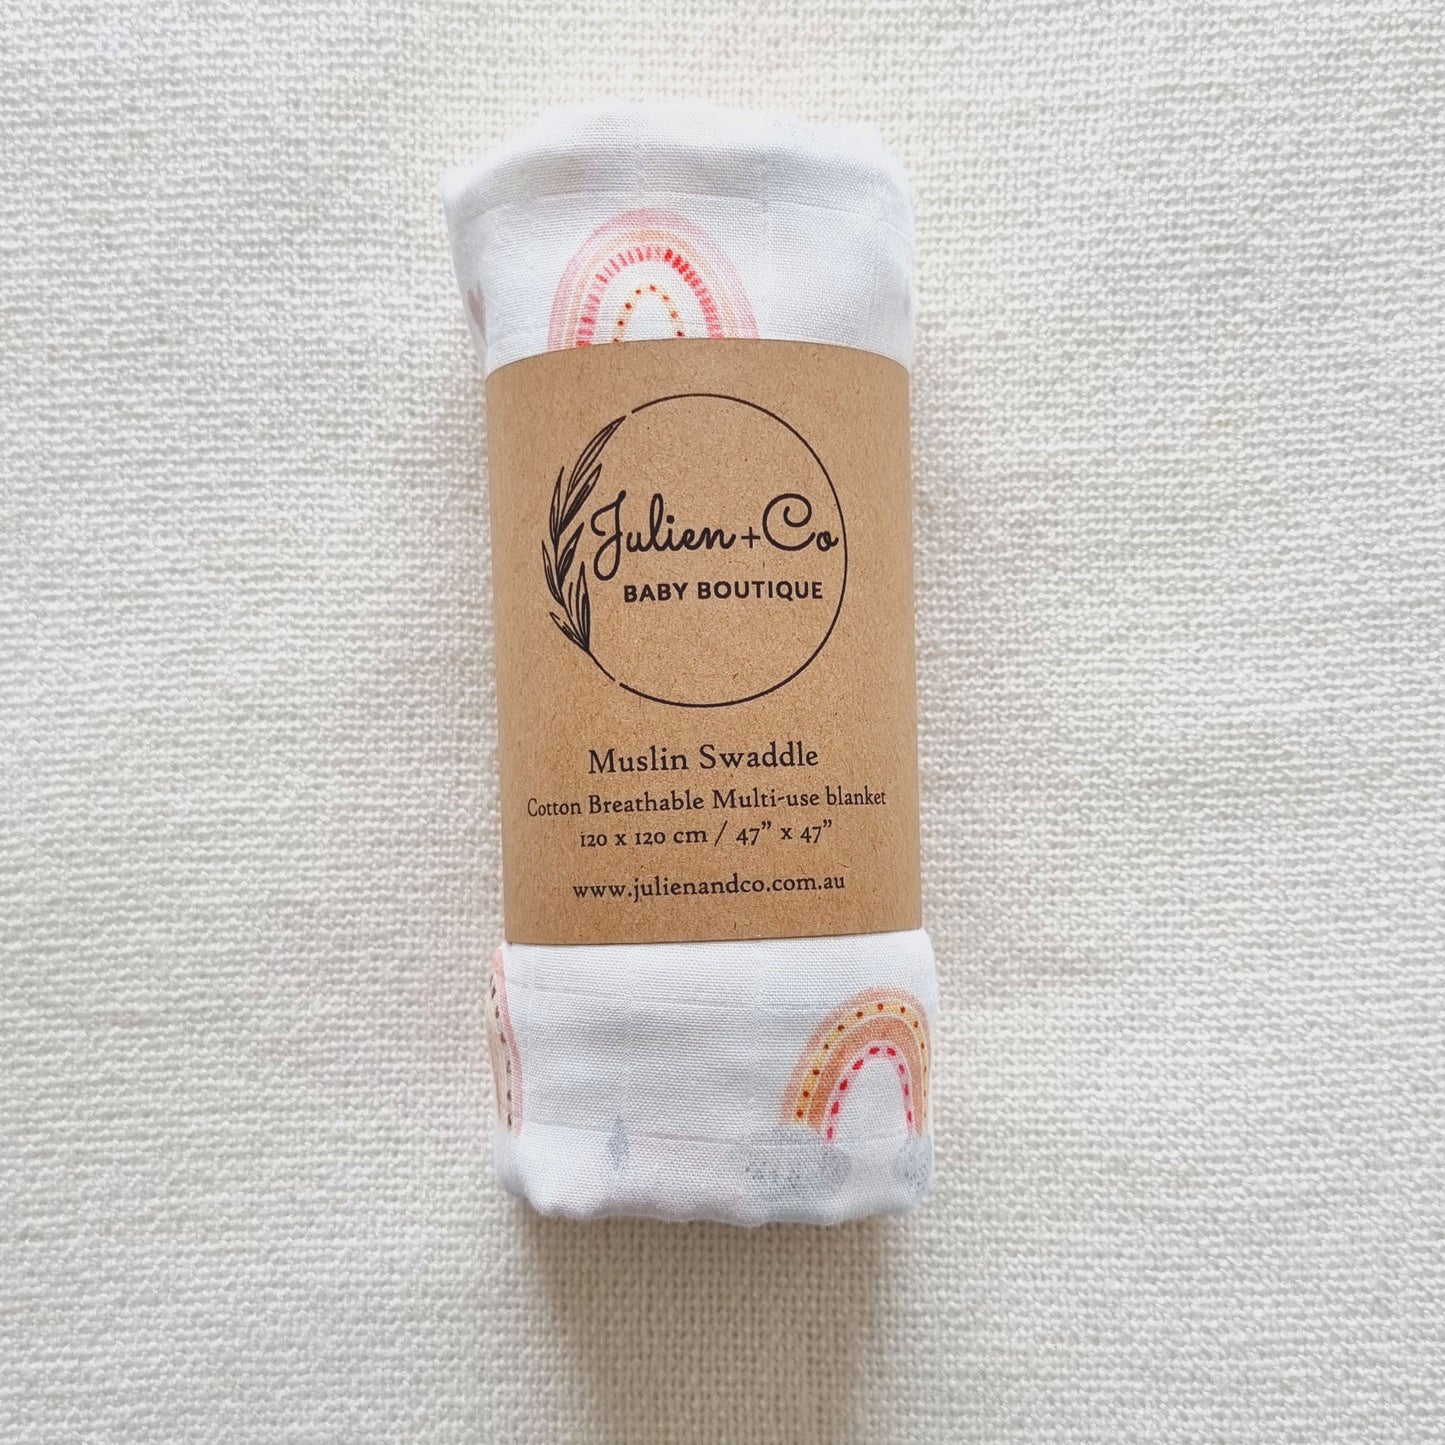 Julien + Co
BABY BOUTIQUE
Muslin Swaddle
Cotton Breathable Multi-use blanket
120 x 120 cm / 47” x 47”
www.julienandco.com.au